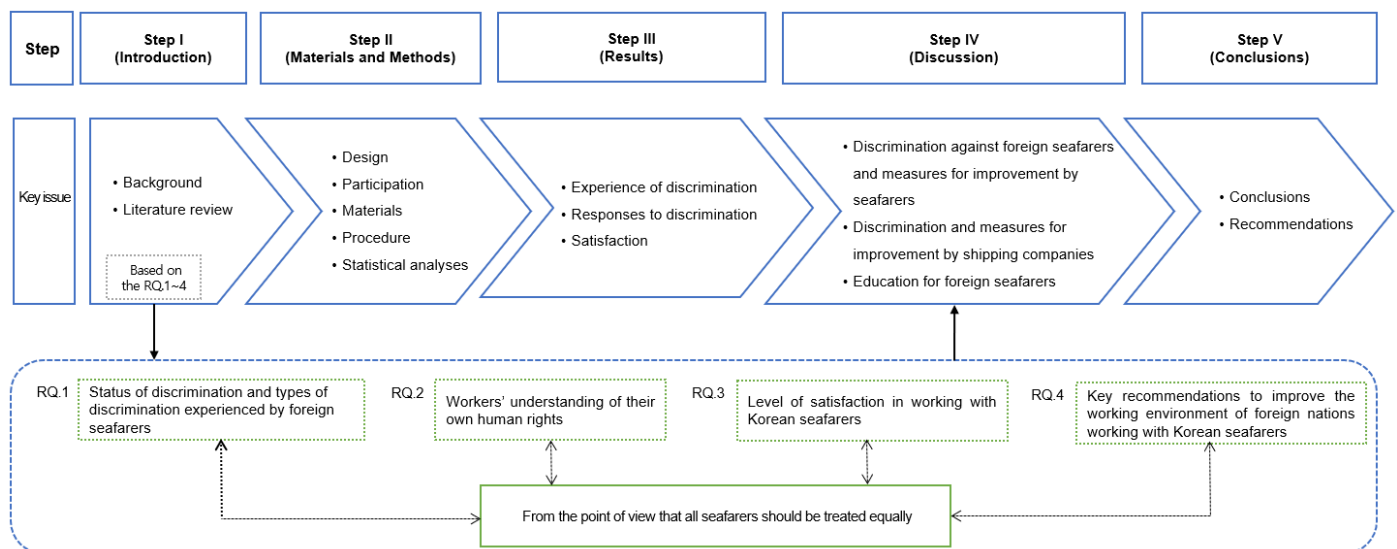 Step
Step I
(Introduction)
Step II
(Materials and Methods)
Step III
(Results)
Step IV
(Discussion)
Step V
(Conclusions)
Key issue
• Background
• Literature review
Based on
the RQ.1~4
• Design
• Participation
• Materials
• Procedure
• Statistical analyses
• Experience of discrimination
• Responses to discrimination
• Satisfaction
• Discrimination against foreign seafarers
and measures for improvement by
seafarers
• Discrimination and measures for
improvement by shipping companies
• Education for foreign seafarers
• Conclusions
• Recommendations
RQ.1
Status of discrimination and types of
discrimination experienced by foreign
seafarers
RQ.2
Workers’ understanding of their
own human rights
RQ.3
Level of satisfaction in working with
Korean seafarers
RQ.4
Key recommendations to improve the
working environment of foreign nations
working with Korean seafarers
From the point of view that all seafarers should be treated equally